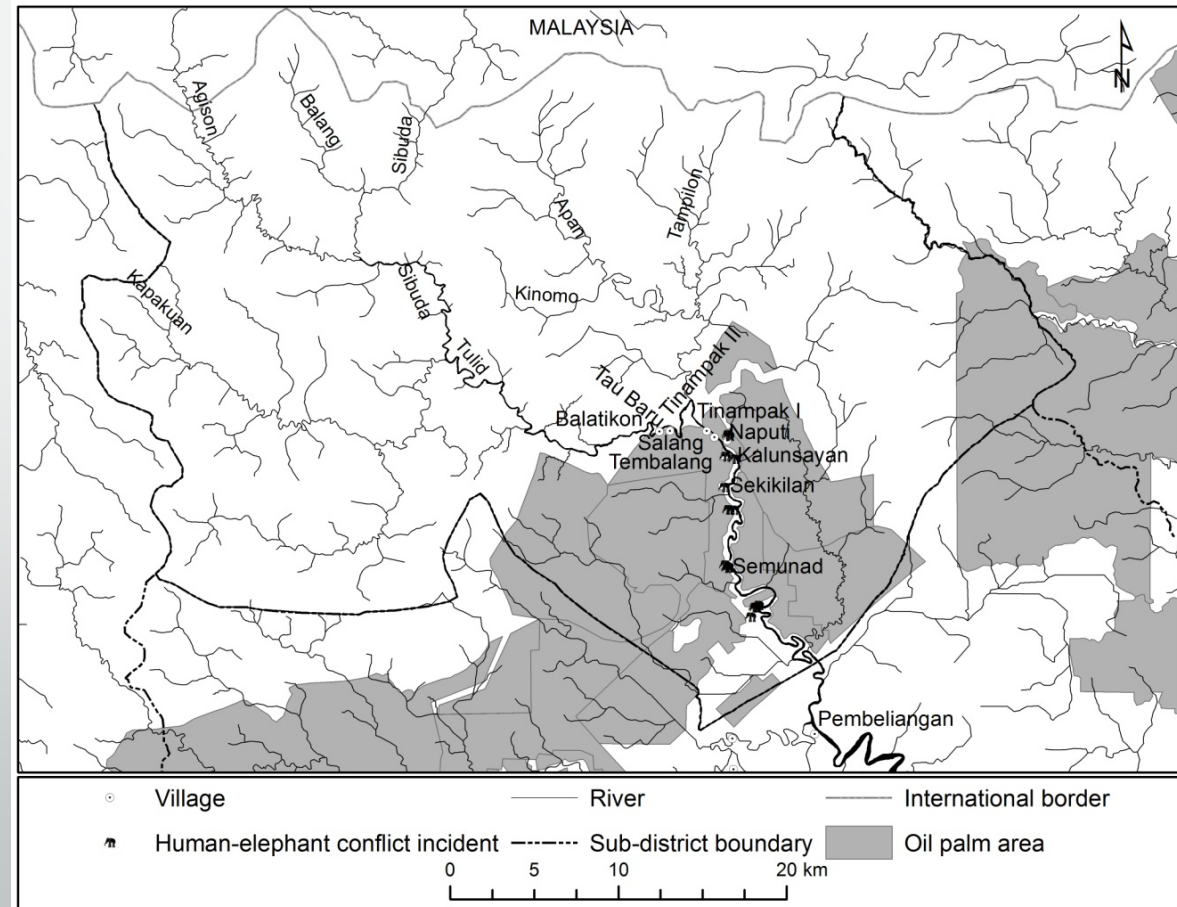 MALAYSIA
N
Agison
Balang
Sibuda
Tampilon
Apan
Kapakuan
Sibuda
Kinomo
Tulid
Tau Baru
Tinampak II
Balatikon
Tinampak I
Salang
Naputi
Tembalang
Kalunsayan
Sekikilan
Semunad
Pembeliangan
Village
River
International border
Human-elephant conflict incident
Sub-district boundary
Oil palm area
0 5 10 20 km